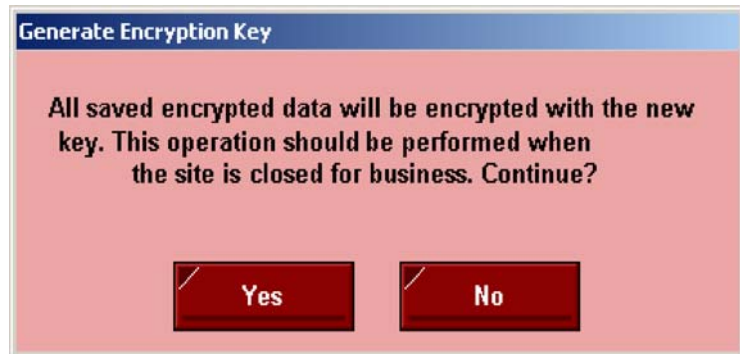 Generate Encryption Key
All saved encrypted data will be encrypted with the new
key. This operation should be performed when
the site is closed for business. Continue?
Yes
No